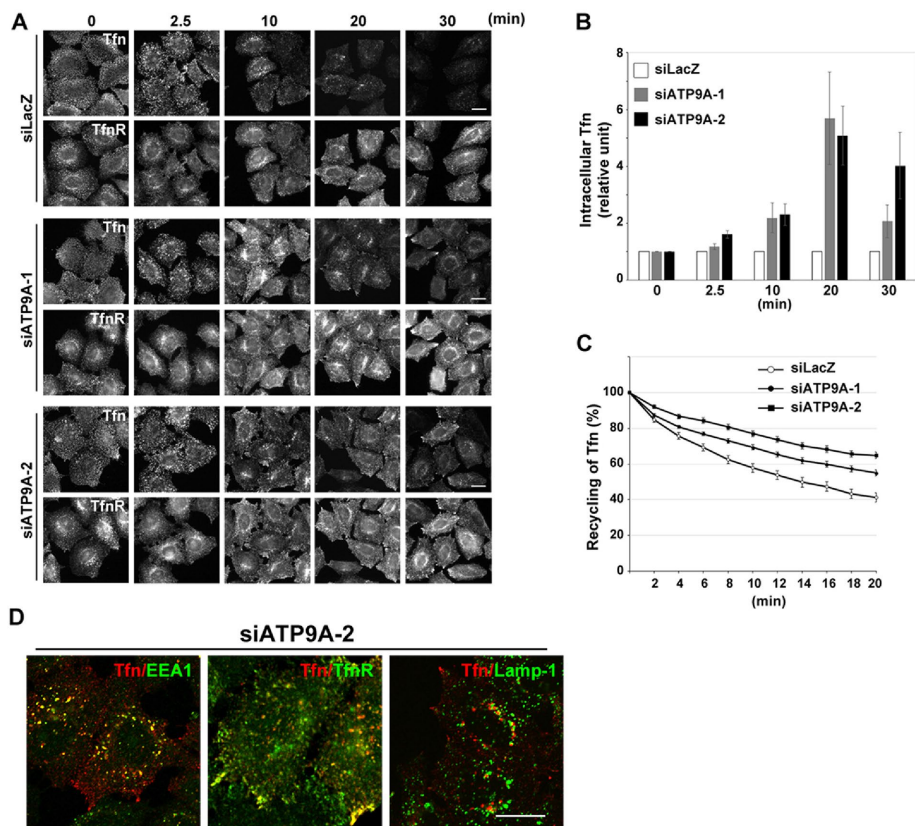 A
0 2.5 10 20 30 (min)
siLacZ
Tfn
TfnR
siATP9A-1
Tfn
TfnR
siATP9A-2
Tfn
TfnR
B
Intracellular Tfn
(relative unit)
8
6
4
2
0
siLacZ
siATP9A-1
siATP9A-2
0 2.5 10 20 30
(min)
C
Recycling of Tfn (%)
100
80
60
40
20
0
siLacZ
siATP9A-1
siATP9A-2
2 4 6 8 10 12 14 16 18 20
(min)
D
siATP9A-2
Tfn/EEA1
Tfn/TfnR
Tfn/Lamp-1